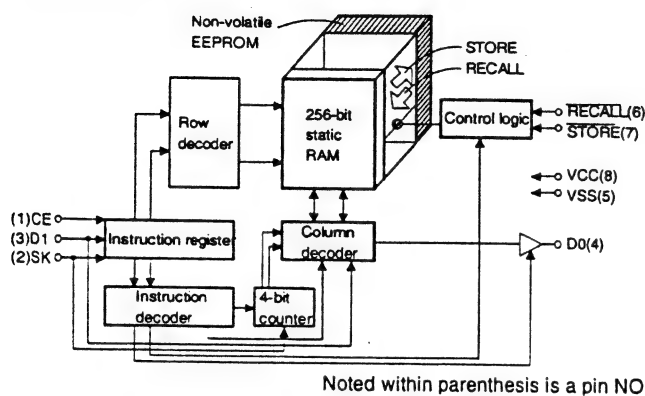 Non-volatile
EEPROM
STORE
RECALL
Row
decoder
256-bit
static
RAM
Control logic
RECALL(6)
STORE(7)
VCC(8)
VSS(5)
(1)CE
(3)D1
(2)SK
Instruction register
Column
decoder
D0(4)
Instruction
decoder
4-bit
counter
Noted within parenthesis is a pin NO